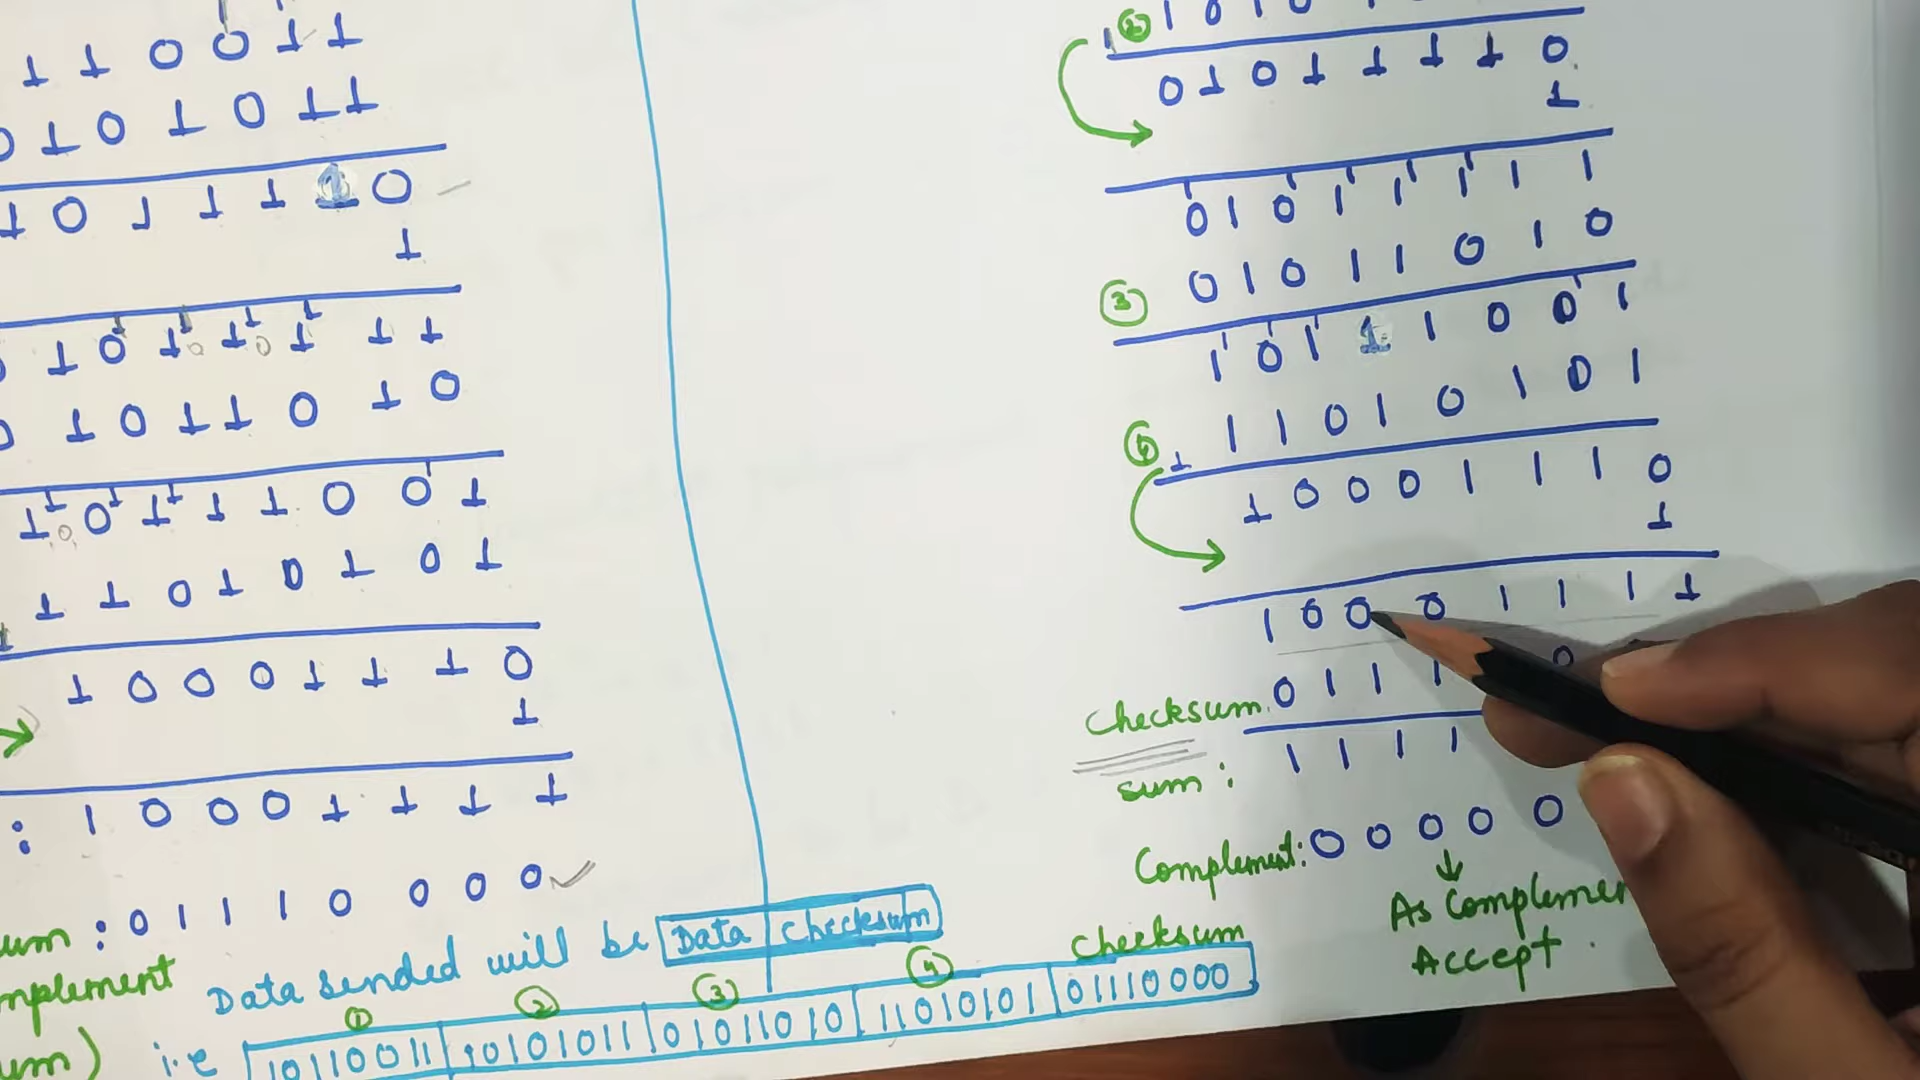 1 1 0 0 1 1
0 1 0 1 0 1 1
1 0 1 1 1 1 0
1
1 0 1 1 1 1 1
0 1 0 1 1 0 1 0
1 0 1 1 1 0 0 1
1 1 0 1 0 1 0 1
1 0 0 0 1 1 1 0
1
: 1 0 0 0 1 1 1 1
um : 0 1 1 1 0 0 0 0
mplement
um)
1 ② 1 0 1 0
0 1 0 1 1 1 1 0
1
0 1 0 1 1 1 1 1
③ 0 1 0 1 1 0 1 0
1 0 1 1 1 0 0 1
1 1 0 1 0 1 0 1
1
1 0 0 0 1 1 1 0
1
1 0 0 0 1 1 1 1
Checksum. 0 1 1 1 0
sum : 1 1 1 1
Complement: 0 0 0 0 0
As Complemen
Accept.
Data sended will be Data Checksum
① ② ③ ④ Checksum
i.e 10110011 10101011 01011010 11010101 01110000